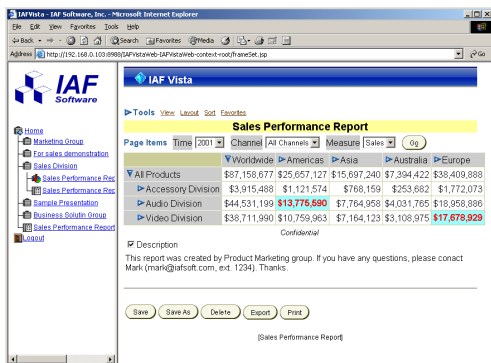 IAFVista - IAF Software, Inc. - Microsoft Internet Explorer
File Edit View Favorites Tools Help
Back Search Favorites Media
Address http://192.168.0.103:8988/IAFVistaWeb-IAFVistaWeb-context-root/frameSet.jsp Go
IAF
Software
IAF Vista
Tools View Layout Sort Favorites
Sales Performance Report
Page Items Time 2001 Channel All Channels Measure Sales Go
Home
Marketing Group
For sales demonstration
Sales Division
Sales Performance Rep
Sales Performance Rep
Sample Presentation
Business Solutin Group
Sales Performance Report
Logout
Worldwide Americas Asia Australia Europe
All Products $87,158,677 $25,657,127 $15,697,240 $7,394,422 $38,409,888
Accessory Division $3,915,488 $1,121,574 $768,159 $253,682 $1,772,073
Audio Division $44,531,199 $13,775,590 $7,764,958 $4,031,765 $18,958,886
Video Division $38,711,990 $10,759,963 $7,164,123 $3,108,975 $17,678,929
Confidential
Description
This report was created by Product Marketing group. If you have any questions, please conact
Mark (mark@iafsoft.com, ext. 1234). Thanks.
Save Save As Delete Export Print
[Sales Performance Report]